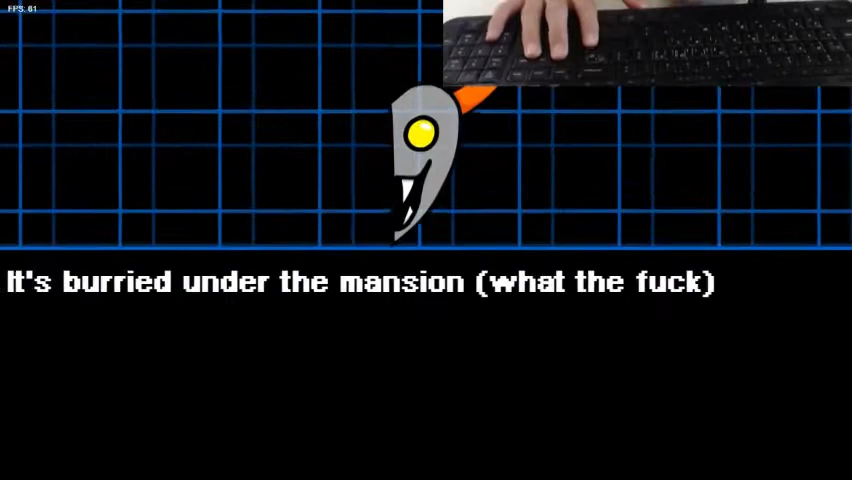 FPS: 61
It's burried under the mansion (what the fuck)